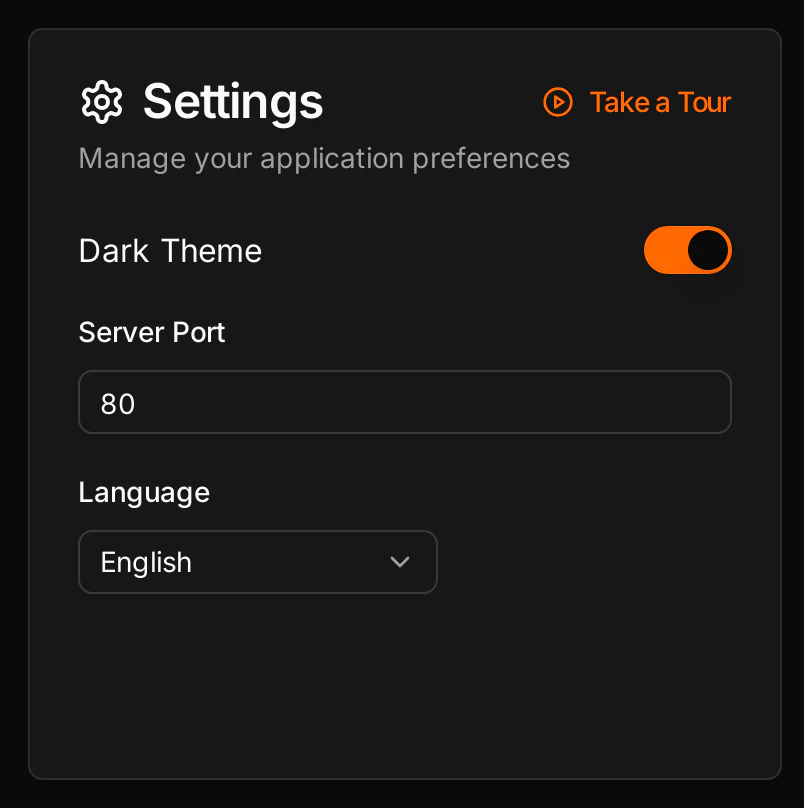 Settings
Take a Tour
Manage your application preferences
Dark Theme
Server Port
80
Language
English